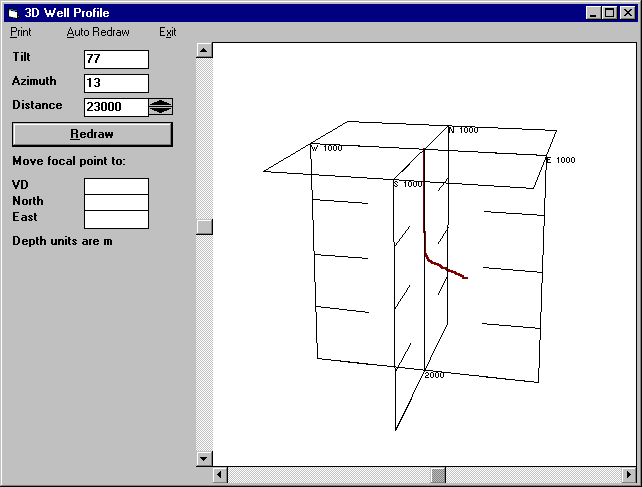 3D Well Profile
Print Auto Redraw Exit
Tilt 77
Azimuth 13
Distance 23000
Redraw
Move focal point to:
VD
North
East
Depth units are m
N 1000
W 1000
E 1000
S 1000
2000